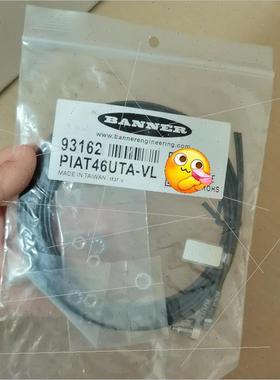 BANNER
www.bannerengineering.com
93162
PIAT46UTA-VL
MADE IN TAIWAN